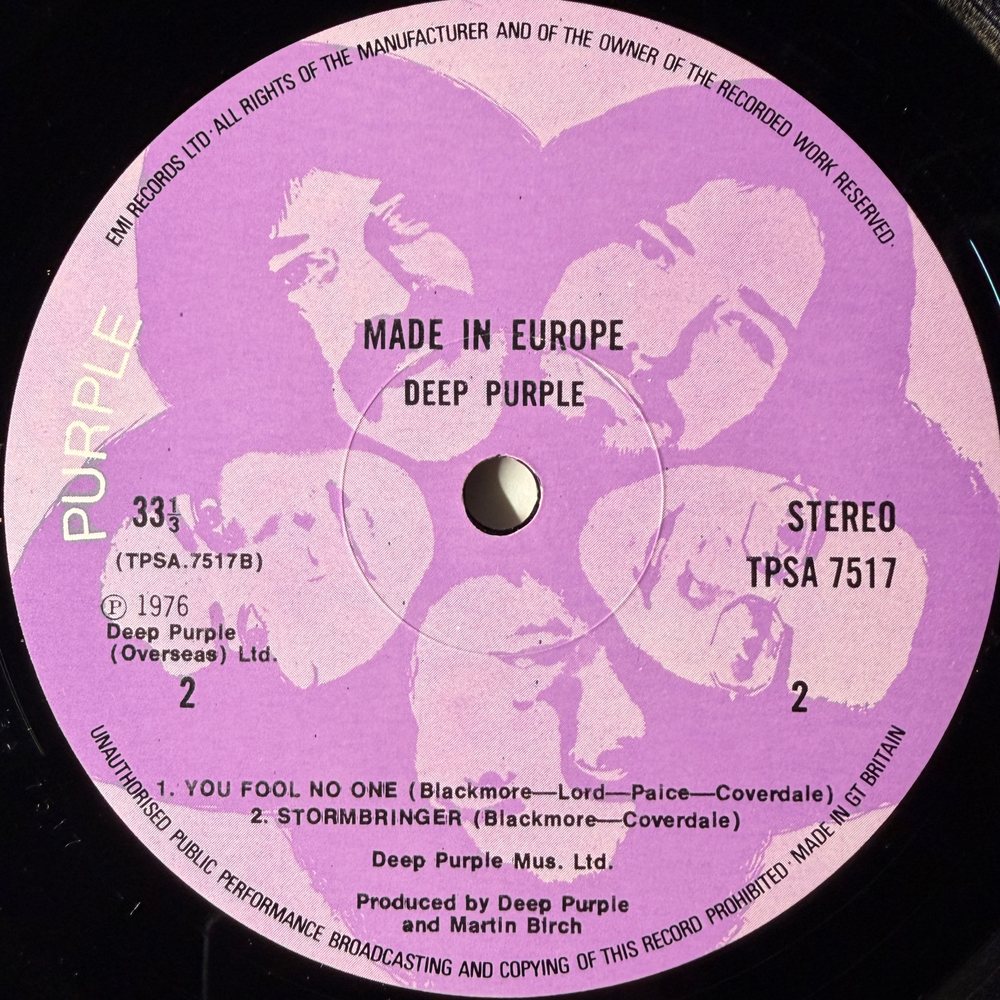 EMI RECORDS LTD· ALL RIGHTS OF THE MANUFACTURER AND OF THE OWNER OF THE RECORDED WORK RESERVED·
PURPLE
MADE IN EUROPE
DEEP PURPLE
33⅓
(TPSA.7517B)
Ⓟ 1976
Deep Purple
(Overseas) Ltd.
2
STEREO
TPSA 7517
2
1. YOU FOOL NO ONE (Blackmore—Lord—Paice—Coverdale)
2. STORMBRINGER (Blackmore—Coverdale)
Deep Purple Mus. Ltd.
Produced by Deep Purple
and Martin Birch
UNAUTHORISED PUBLIC PERFORMANCE BROADCASTING AND COPYING OF THIS RECORD PROHIBITED· MADE IN GT BRITAIN